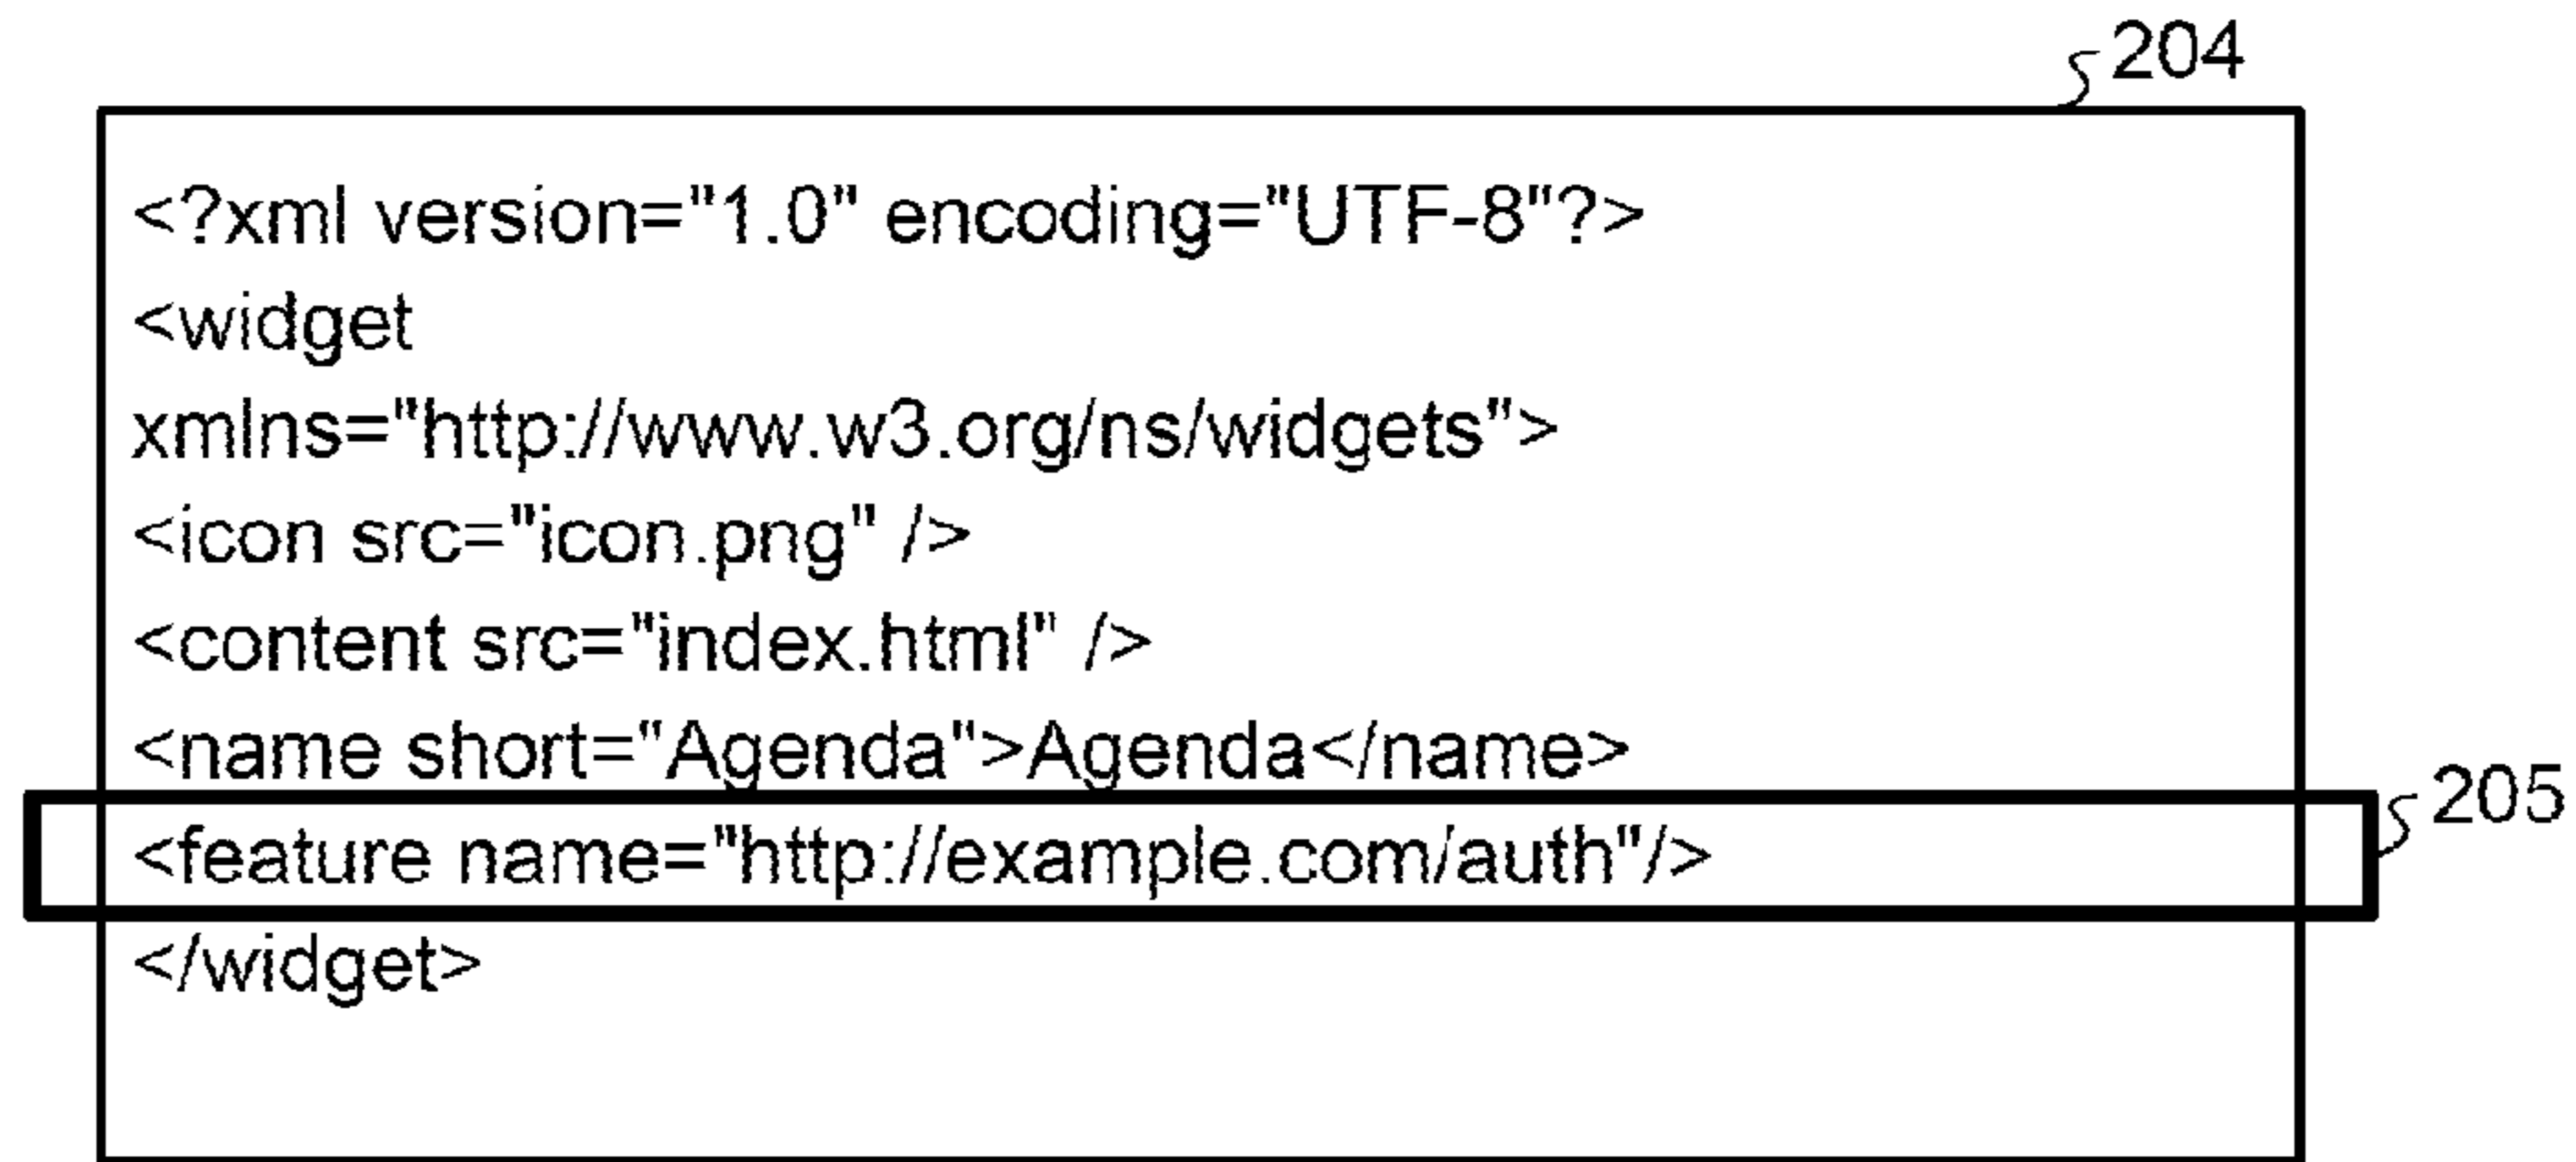 204
<?xml version="1.0" encoding="UTF-8"?>
<widget
xmlns="http://www.w3.org/ns/widgets">
<icon src="icon.png" />
<content src="index.html" />
<name short="Agenda">Agenda</name>
<feature name="http://example.com/auth"/>
205
</widget>